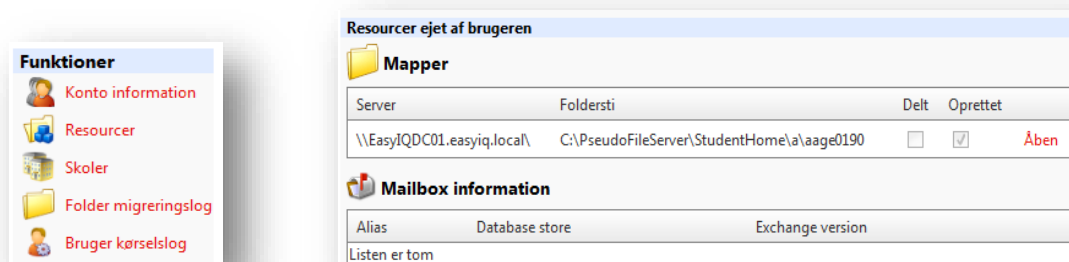 Funktioner
Konto information
Resourcer
Skoler
Folder migreringslog
Bruger kørselslog
Resourcer ejet af brugeren
Mapper
Server Foldersti Delt Oprettet
\\EasyIQDC01.easyiq.local\ C:\PseudoFileServer\StudentHome\a\aage0190 Åben
Mailbox information
Alias Database store Exchange version
Listen er tom